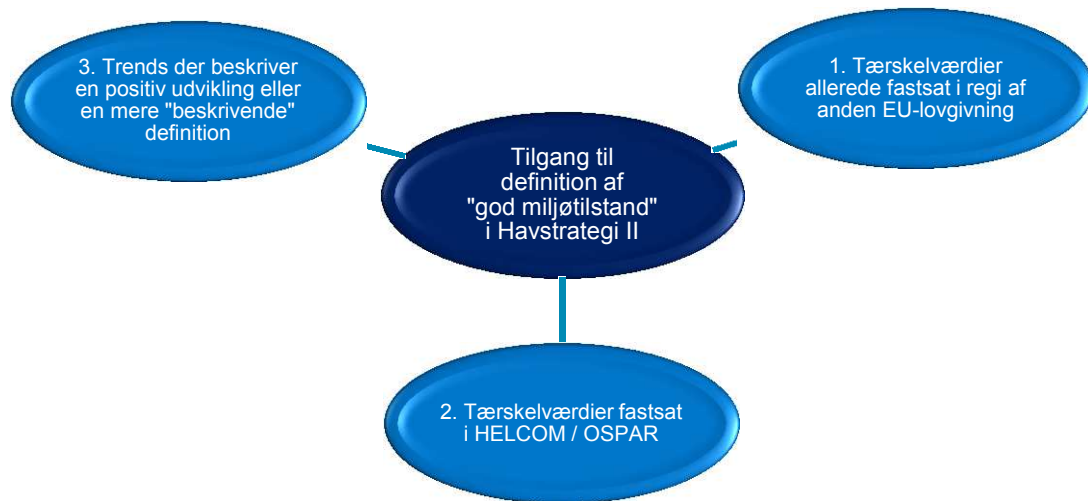 3. Trends der beskriver
en positiv udvikling eller
en mere "beskrivende"
definition
1. Tærskelværdier
allerede fastsat i regi af
anden EU-lovgivning
Tilgang til
definition af
"god miljøtilstand"
i Havstrategi II
2. Tærskelværdier fastsat
i HELCOM / OSPAR